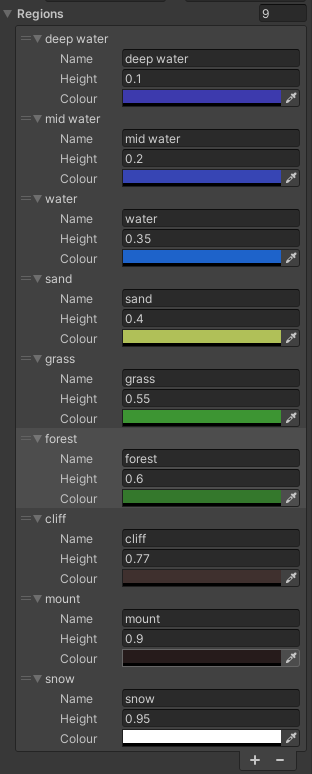 Regions 9
deep water
Name deep water
Height 0.1
Colour
mid water
Name mid water
Height 0.2
Colour
water
Name water
Height 0.35
Colour
sand
Name sand
Height 0.4
Colour
grass
Name grass
Height 0.55
Colour
forest
Name forest
Height 0.6
Colour
cliff
Name cliff
Height 0.77
Colour
mount
Name mount
Height 0.9
Colour
snow
Name snow
Height 0.95
Colour
+ −